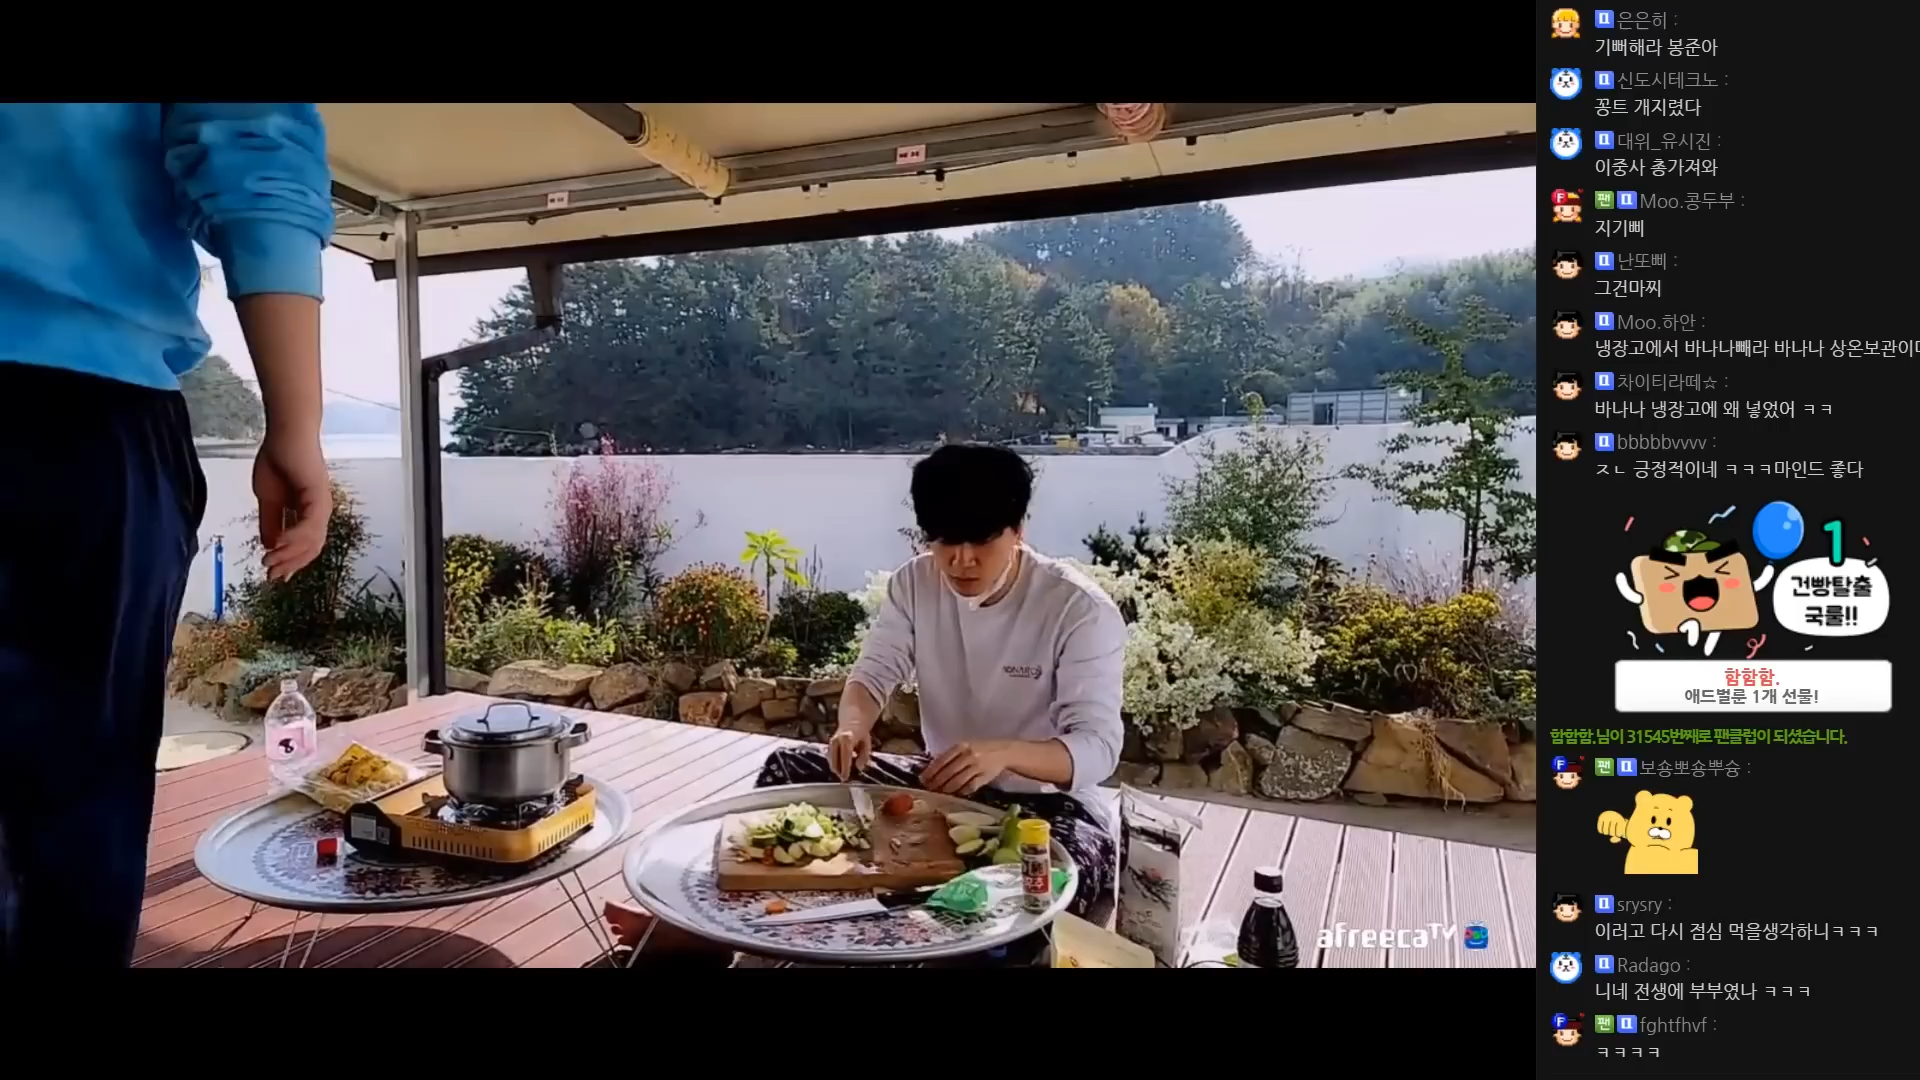 은은히 :
기뻐해라 봉준아
신도시테크노 :
꽁트 개지렸다
대위_유시진 :
이중사 총가져와
팬 Moo.콩두부 :
지기삐
난또삐 :
그건마찌
Moo.하안 :
냉장고에서 바나나빼라 바나나 상온보관이
차이티라떼☆ :
바나나 냉장고에 왜 넣었어 ㅋㅋ
bbbbbvvvv :
ㅈㄴ 긍정적이네 ㅋㅋㅋ마인드 좋다
1
건빵탈출
국룰!!
함함함.
애드벌룬 1개 선물!
함함함.님이 31545번째로 팬클럽이 되셨습니다.
팬 보숑뽀숑뿌슝 :
srysry :
이러고 다시 점심 먹을생각하니ㅋㅋㅋ
Radago :
니네 전생에 부부였나 ㅋㅋㅋ
팬 fghtfhvf :
ㅋㅋㅋㅋ
afreecaTV